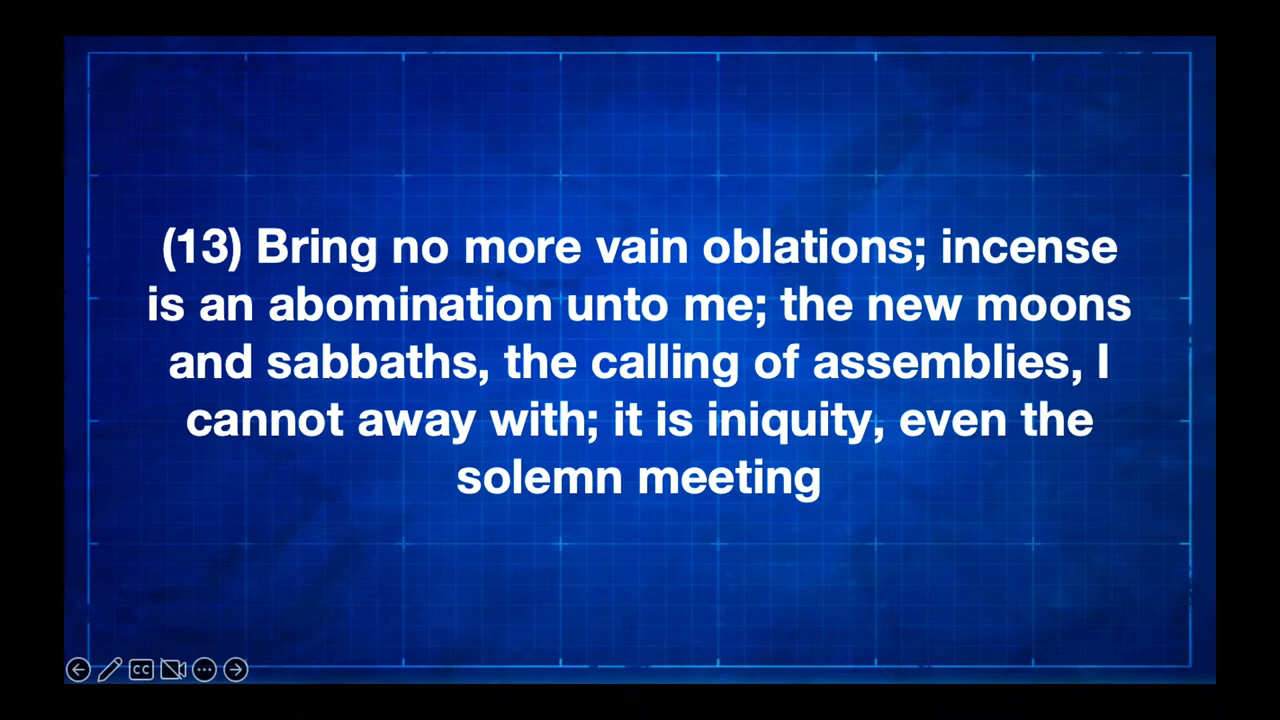 (13) Bring no more vain oblations; incense
is an abomination unto me; the new moons
and sabbaths, the calling of assemblies, I
cannot away with; it is iniquity, even the
solemn meeting
CC